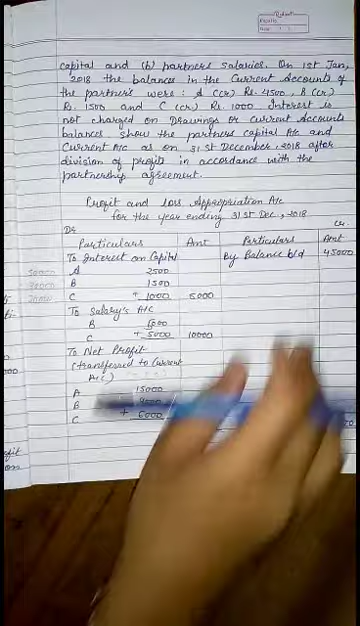 capital and (b) partners salaries. On 1st Jan,
2018 the balances in the Current Accounts of
the partners were : A (cr) Rs. 4500, B (cr)
Rs. 1500 and C (cr) Rs. 1000 Interest is
not charged on Drawings or Current Accounts
balances show the partners capital A/c and
Current A/c as on 31st December, 2018 after
division of profits in accordance with the
partnership agreement.
Profit and loss Appropriation A/c
for the year ending 31st Dec, 2018
Dr Cr.
Particulars Amt Particulars Amt
To Interest on Capital By Balance b/d 45000
A 2500
B 1500
C + 1000 5000
To Salary's A/c
B 5000
C + 5000 10000
To Net Profit
(transferred to Current
A/c)
A 15000
B 9000
C + 6000